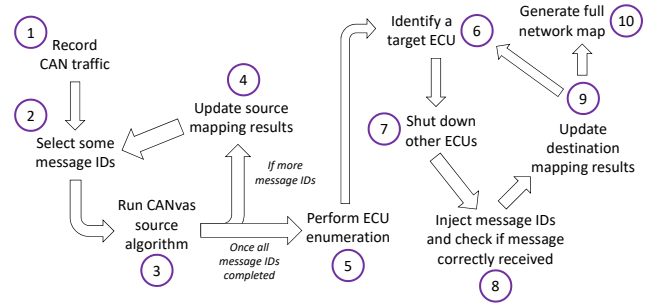 1
Record
CAN traffic
2
Select some
message IDs
Run CANvas
source
algorithm
3
4
Update source
mapping results
If more
message IDs
Once all
message IDs
completed
Perform ECU
enumeration
5
Identify a
target ECU
6
7
Shut down
other ECUs
Inject message IDs
and check if message
correctly received
8
9
Update
destination
mapping results
Generate full
network map
10